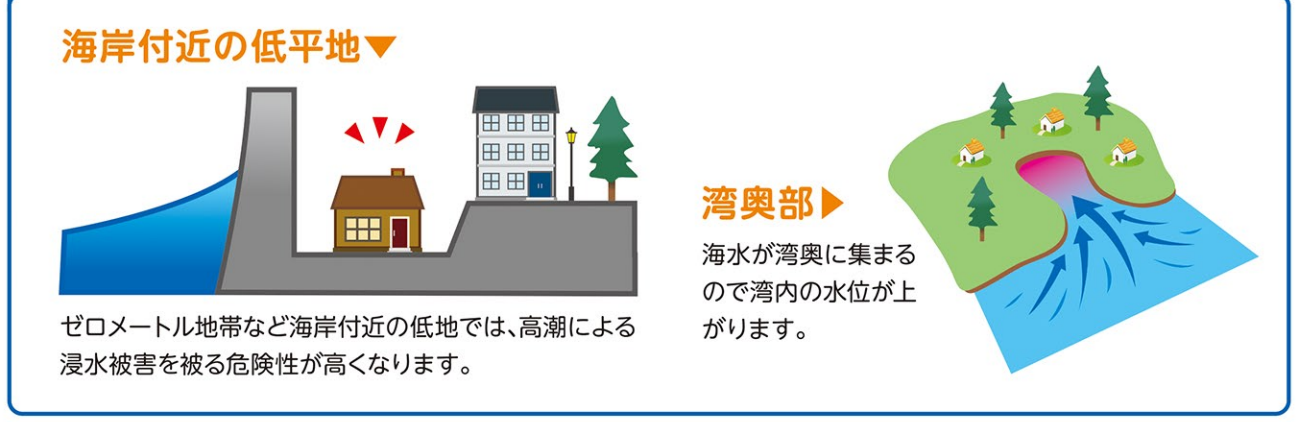 海岸付近の低平地▼
ゼロメートル地帯など海岸付近の低地では、高潮による
浸水被害を被る危険性が高くなります。
湾奥部▶
海水が湾奥に集まる
ので湾内の水位が上
がります。